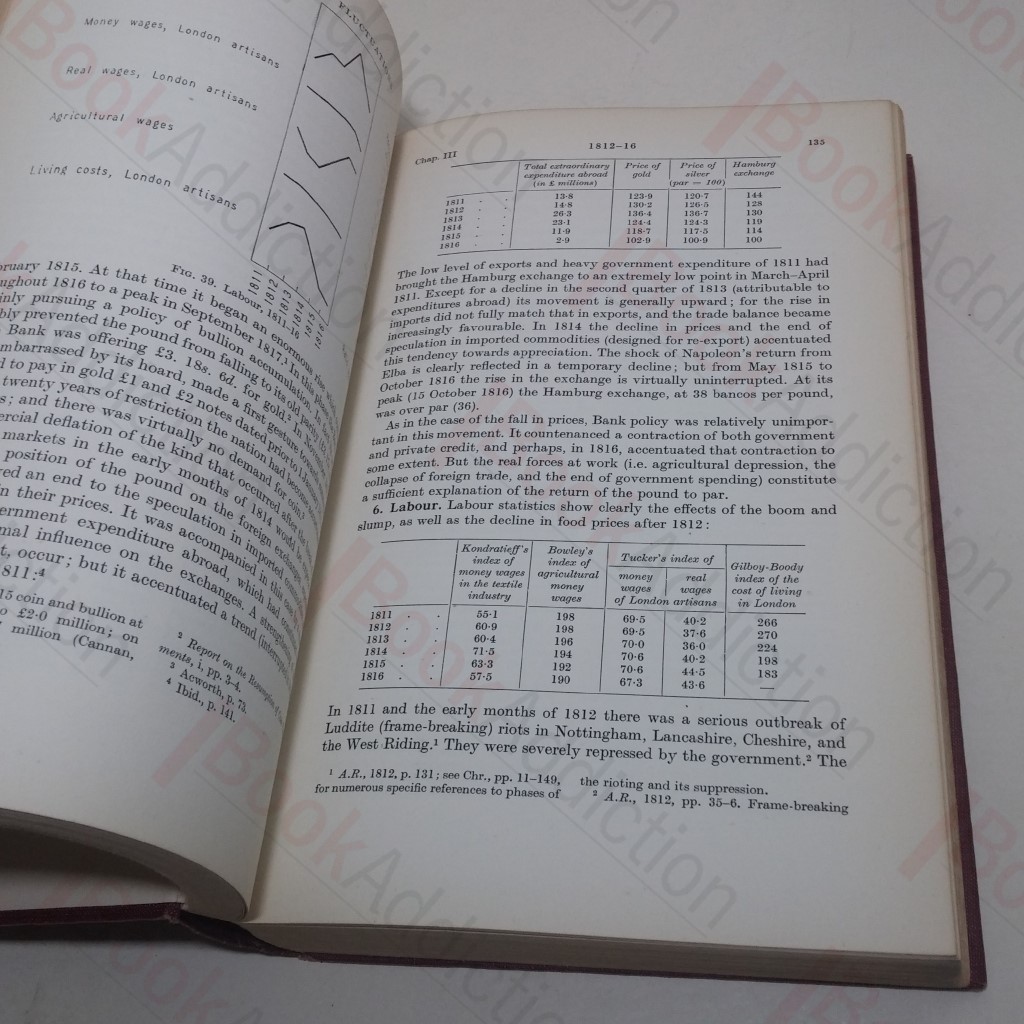 FLUCTUATIONS
Money wages, London artisans
Real wages, London artisans
Agricultural wages
Living costs, London artisans
1811
1812
1813
1814
1815
1816
FIG. 39. Labour, 1811–16
ruary 1815. At that time it began an enormous
ughout 1816 to a peak in September 1817.¹ In this phase
inly pursuing a policy of bullion accumulation.
bly prevented the pound from falling to its old parity
Bank was offering £3. 18s. 6d. for gold.²
mbarrassed by its hoard, made a first gesture
d to pay in gold £1 and £2 notes dated prior to
twenty years of restriction the nation had become
s; and there was virtually no demand for coin.³
ercial deflation of the kind that occurred after the
markets in the early months of 1814 would
position of the pound on the foreign
ed an end to the speculation in imported
n their prices. It was accompanied in this case
ernment expenditure abroad, which had
mal influence on the exchanges. A strengthening
t, occur; but it accentuated a trend
811:⁴
15 coin and bullion at
o £2·0 million; on
million (Cannan,
² Report on the Resumption of
ments, i, pp. 3–4.
³ Acworth, p. 73.
⁴ Ibid., p. 141.
Chap. III 1812–16 135
Total extraordinary expenditure abroad (in £ millions) Price of gold Price of silver (par = 100) Hamburg exchange
1811 . . 13·8 123·9 120·7 144
1812 . . 14·8 130·2 126·5 128
1813 . . 26·3 136·4 136·7 130
1814 . . 23·1 124·4 124·3 119
1815 . . 11·9 118·7 117·5 114
1816 . . 2·9 102·9 100·9 100
The low level of exports and heavy government expenditure of 1811 had
brought the Hamburg exchange to an extremely low point in March–April
1811. Except for a decline in the second quarter of 1813 (attributable to
expenditures abroad) its movement is generally upward; for the rise in
imports did not fully match that in exports, and the trade balance became
increasingly favourable. In 1814 the decline in prices and the end of
speculation in imported commodities (designed for re-export) accentuated
this tendency towards appreciation. The shock of Napoleon's return from
Elba is clearly reflected in a temporary decline; but from May 1815 to
October 1816 the rise in the exchange is virtually uninterrupted. At its
peak (15 October 1816) the Hamburg exchange, at 38 bancos per pound,
was over par (36).
As in the case of the fall in prices, Bank policy was relatively unimpor-
tant in this movement. It countenanced a contraction of both government
and private credit, and perhaps, in 1816, accentuated that contraction to
some extent. But the real forces at work (i.e. agricultural depression, the
collapse of foreign trade, and the end of government spending) constitute
a sufficient explanation of the return of the pound to par.
6. Labour. Labour statistics show clearly the effects of the boom and
slump, as well as the decline in food prices after 1812:
Kondratieff's index of money wages in the textile industry Bowley's index of agricultural money wages Tucker's index of money wages real wages of London artisans Gilboy-Boody index of the cost of living in London
1811 . . 55·1 198 69·5 40·2 266
1812 . . 60·9 198 69·5 37·6 270
1813 . . 60·4 196 70·0 36·0 224
1814 . . 71·5 194 70·6 40·2 198
1815 . . 63·3 192 70·6 44·5 183
1816 . . 57·5 190 67·3 43·6 —
In 1811 and the early months of 1812 there was a serious outbreak of
Luddite (frame-breaking) riots in Nottingham, Lancashire, Cheshire, and
the West Riding.¹ They were severely repressed by the government.² The
¹ A.R., 1812, p. 131; see Chr., pp. 11–149,
for numerous specific references to phases of
the rioting and its suppression.
² A.R., 1812, pp. 35–6. Frame-breaking
BookAddiction